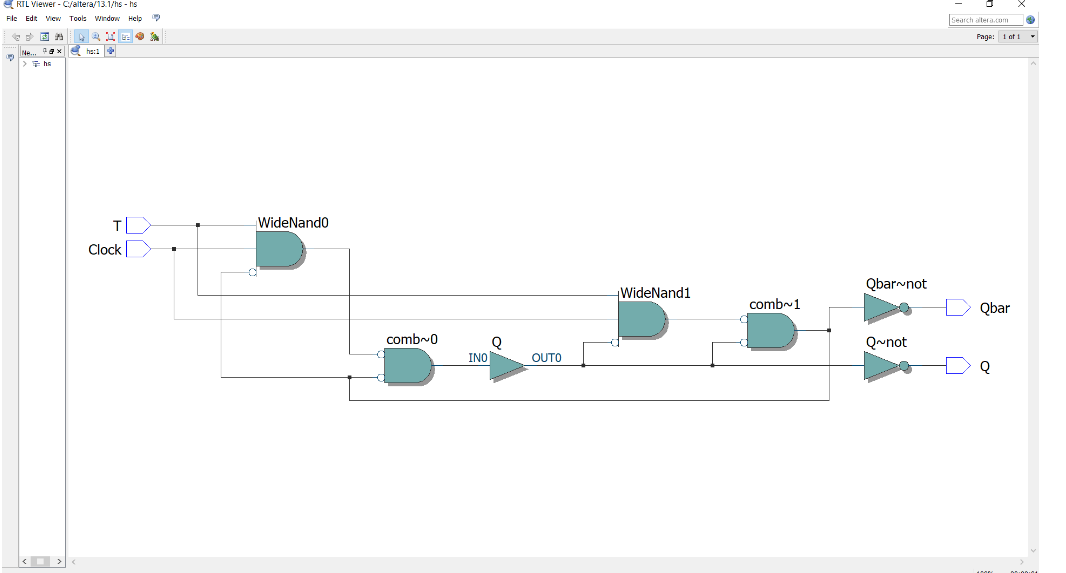 RTL Viewer - C:/altera/13.1/hs - hs
File Edit View Tools Window Help
Search altera.com
Page: 1 of 1
Ne...
hs:1
hs
WideNand0
T
Clock
WideNand1
Qbar~not
comb~1
Qbar
comb~0
Q
Q~not
IN0
OUT0
Q